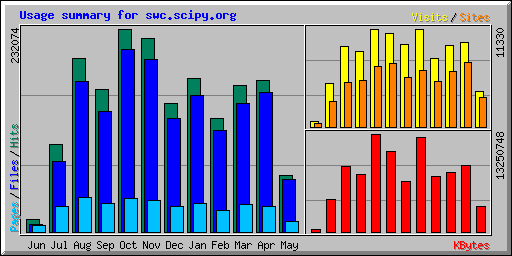 Usage summary for swc.scipy.org
Visits/Sites
232074
11330
Pages/Files/Hits
13250748
Jun Jul Aug Sep Oct Nov Dec Jan Feb Mar Apr May
KBytes